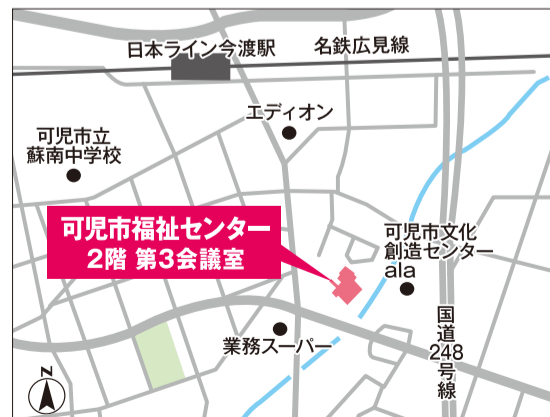 日本ライン今渡駅
名鉄広見線
エディオン
可児市立
蘇南中学校
可児市福祉センター
2階 第3会議室
可児市文化
創造センター
ala
業務スーパー
国道
248
号線
N